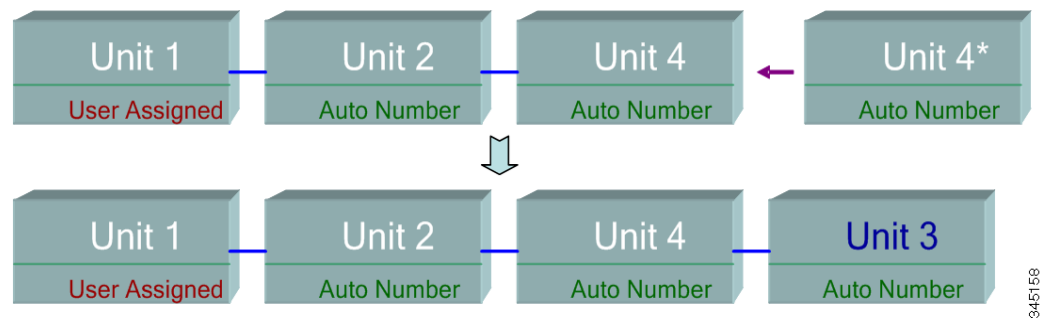 Unit 1
User Assigned
Unit 2
Auto Number
Unit 4
Auto Number
Unit 4*
Auto Number
Unit 1
User Assigned
Unit 2
Auto Number
Unit 4
Auto Number
Unit 3
Auto Number
345158